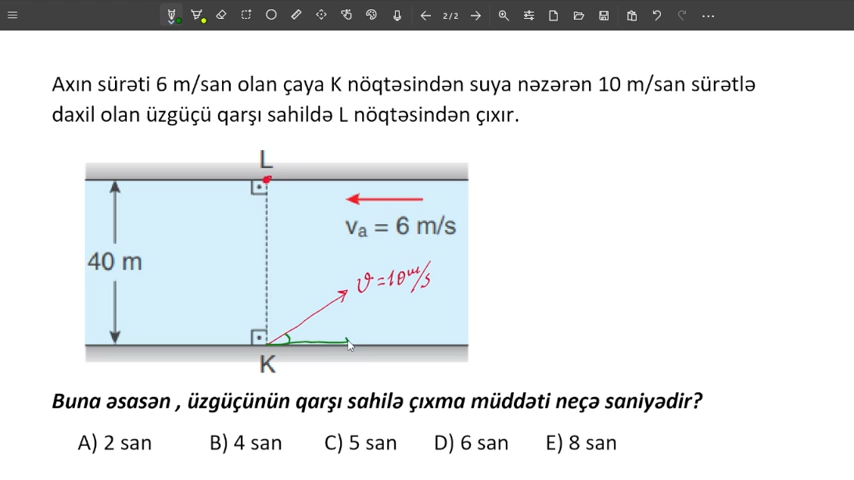 2/2
Axın sürəti 6 m/san olan çaya K nöqtəsindən suya nəzərən 10 m/san sürətlə
daxil olan üzgüçü qarşı sahildə L nöqtəsindən çıxır.
L
va = 6 m/s
40 m
ϑ=10 m/s
K
Buna əsasən , üzgüçünün qarşı sahilə çıxma müddəti neçə saniyədir?
A) 2 san B) 4 san C) 5 san D) 6 san E) 8 san